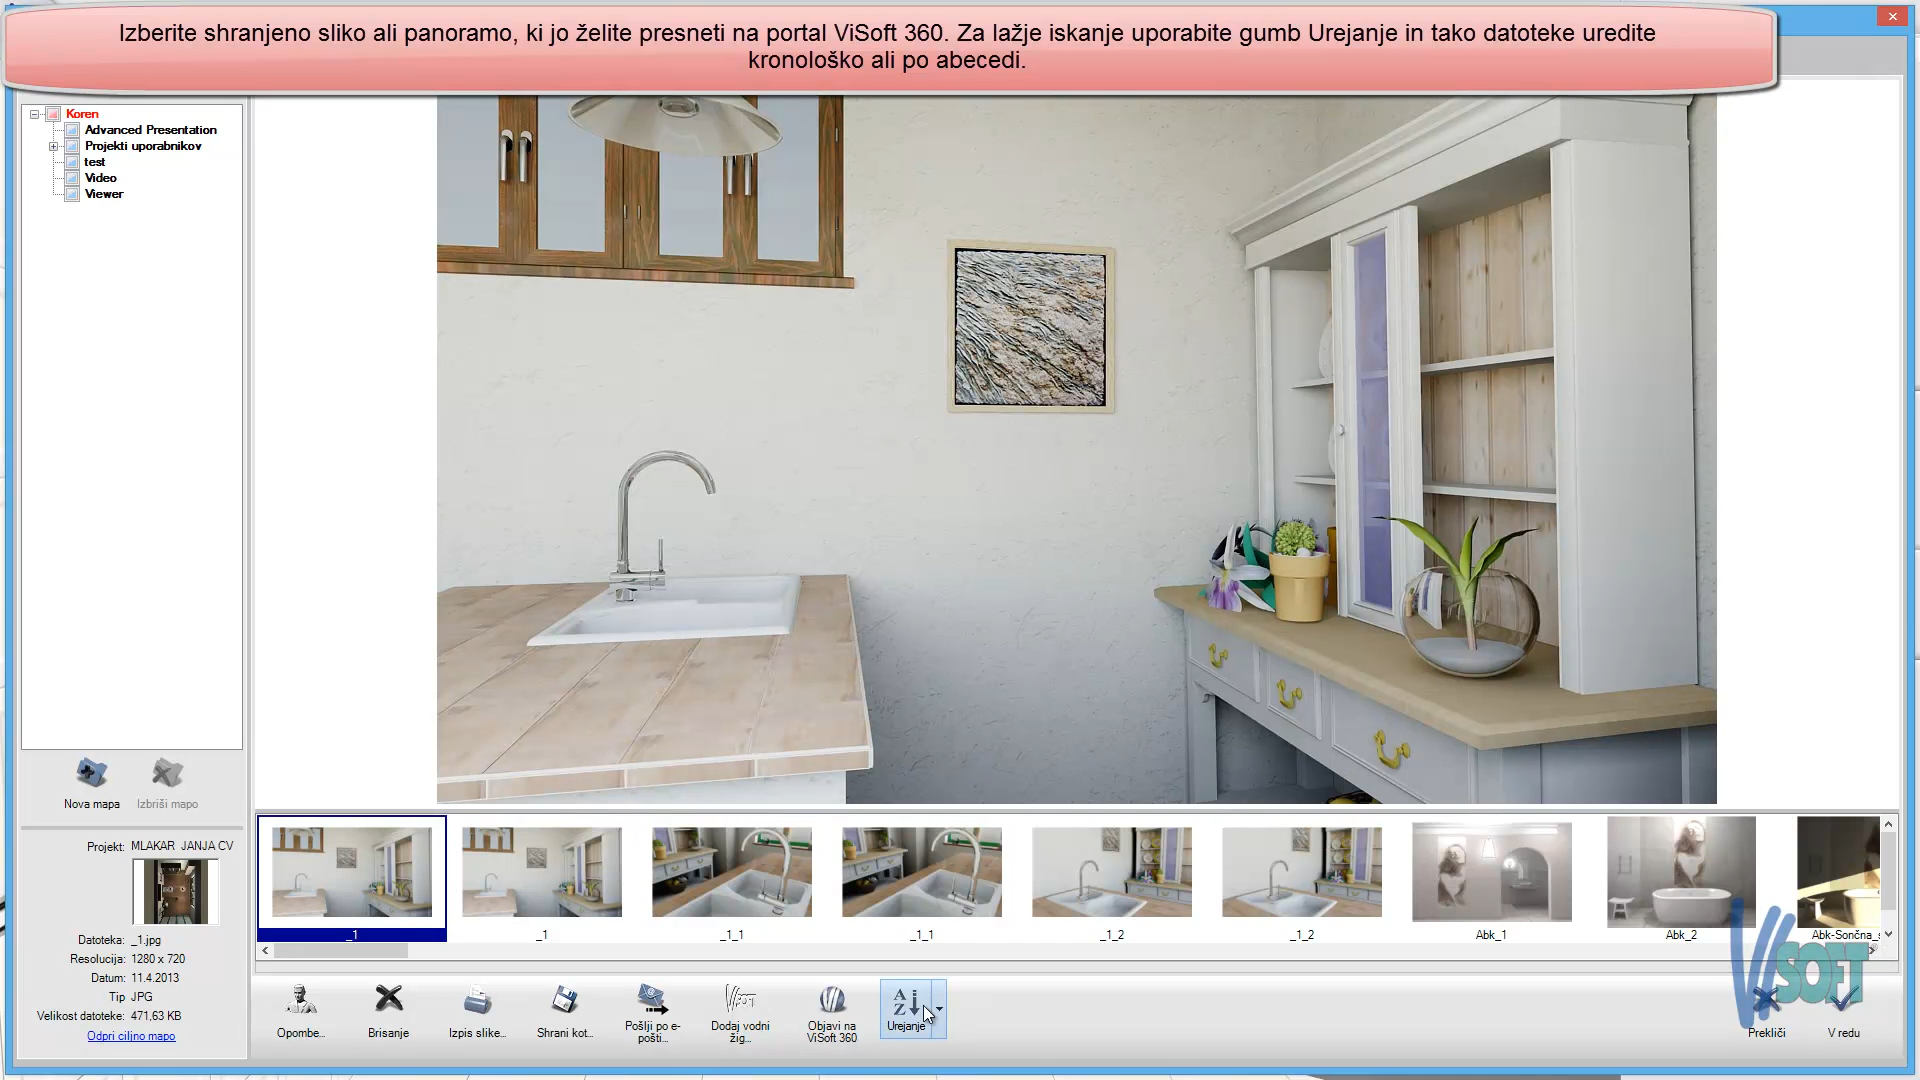 Izberite shranjeno sliko ali panoramo, ki jo želite presneti na portal ViSoft 360. Za lažje iskanje uporabite gumb Urejanje in tako datoteke uredite
kronološko ali po abecedi.
Koren
Advanced Presentation
Projekti uporabnikov
test
Video
Viewer
Nova mapa
Izbriši mapo
Projekt: MLAKAR JANJA CV
Datoteka: _1.jpg
Resolucija: 1280 x 720
Datum: 11.4.2013
Tip JPG
Velikost datoteke: 471,63 KB
Odpri ciljno mapo
_1
_1
_1_1
_1_1
_1_2
_1_2
Abk_1
Abk_2
Abk-Sončna_s
Opombe...
Brisanje
Izpis slike...
Shrani kot...
Pošlji po e-
pošti...
Dodaj vodni
žig...
Objavi na
ViSoft 360
A
Z
Urejanje
ViSOFT
Prekliči
V redu